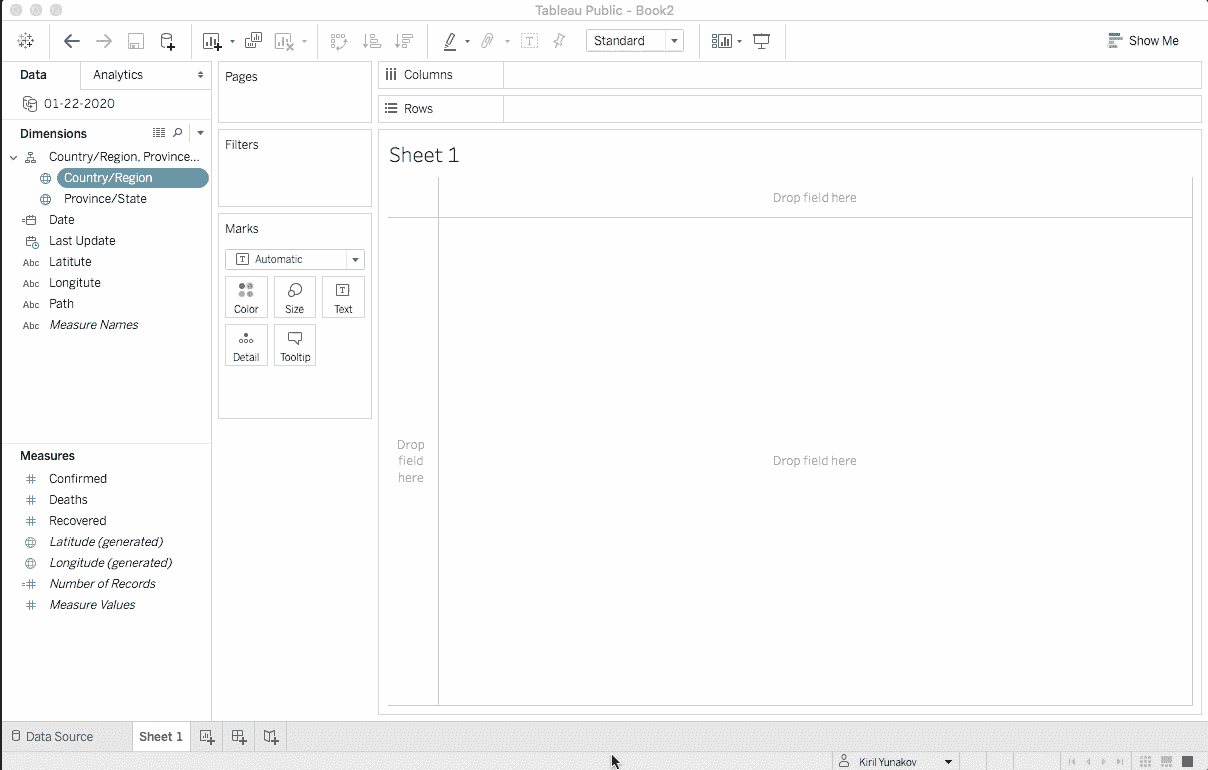 Tableau Public - Book2
Standard
Show Me
Data
Analytics
Pages
Columns
01-22-2020
Rows
Dimensions
Filters
Country/Region, Province...
Country/Region
Province/State
Date
Last Update
Latitute
Longitute
Path
Measure Names
Marks
Automatic
Color
Size
Text
Detail
Tooltip
Sheet 1
Drop field here
Drop
field
here
Drop field here
Abc
Abc
Abc
Abc
T
T
T
Measures
Confirmed
Deaths
Recovered
Latitude (generated)
Longitude (generated)
Number of Records
Measure Values
Data Source
Sheet 1
Kiril Yunakov